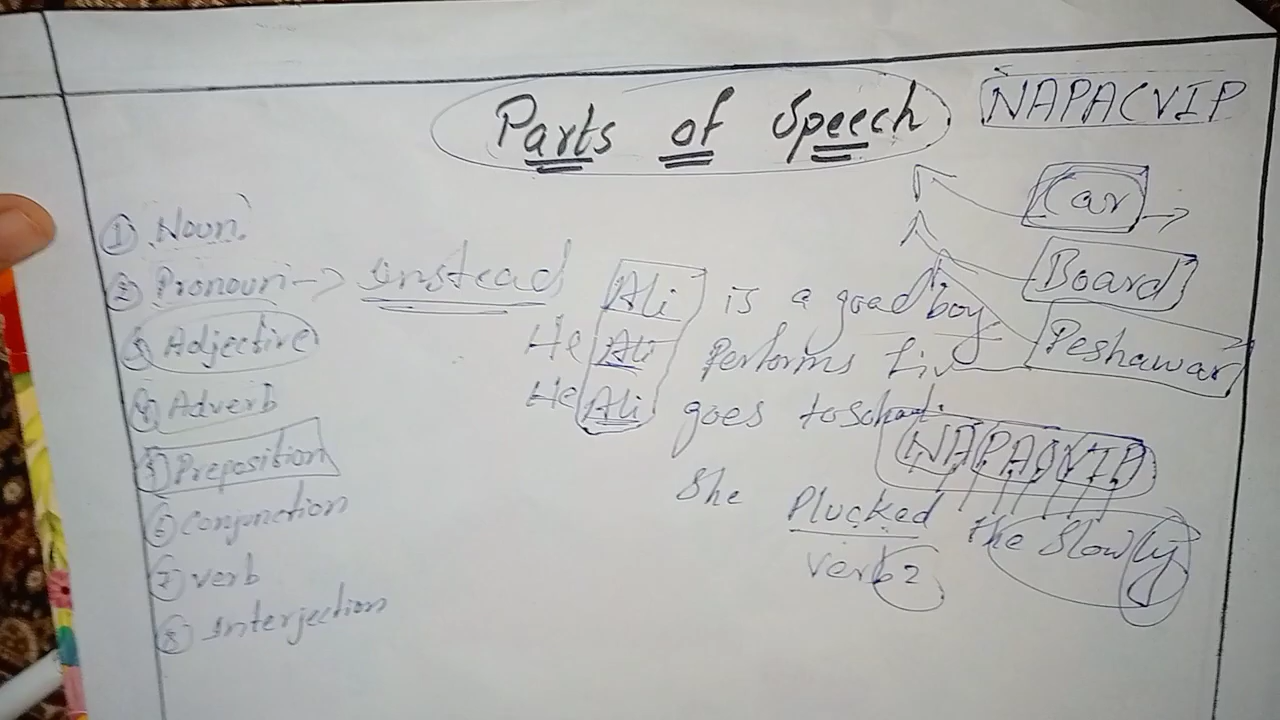 Parts of Speech
NAPACVIP
Car
Board
Peshawar
① Noun
② Pronoun → instead
③ Adjective
④ Adverb
⑤ Preposition
⑥ Conjunction
⑦ verb
⑧ Interjection
Ali is a good boy
He Ali Performs
He Ali goes to school.
NAPACVIP
She Plucked the Slowly
Verb 2